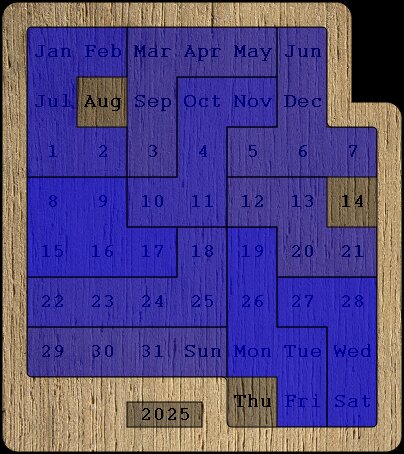 Jan Feb Mar Apr May Jun
Jul Aug Sep Oct Nov Dec
1 2 3 4 5 6 7
8 9 10 11 12 13 14
15 16 17 18 19 20 21
22 23 24 25 26 27 28
29 30 31 Sun Mon Tue Wed
Thu Fri Sat
2025